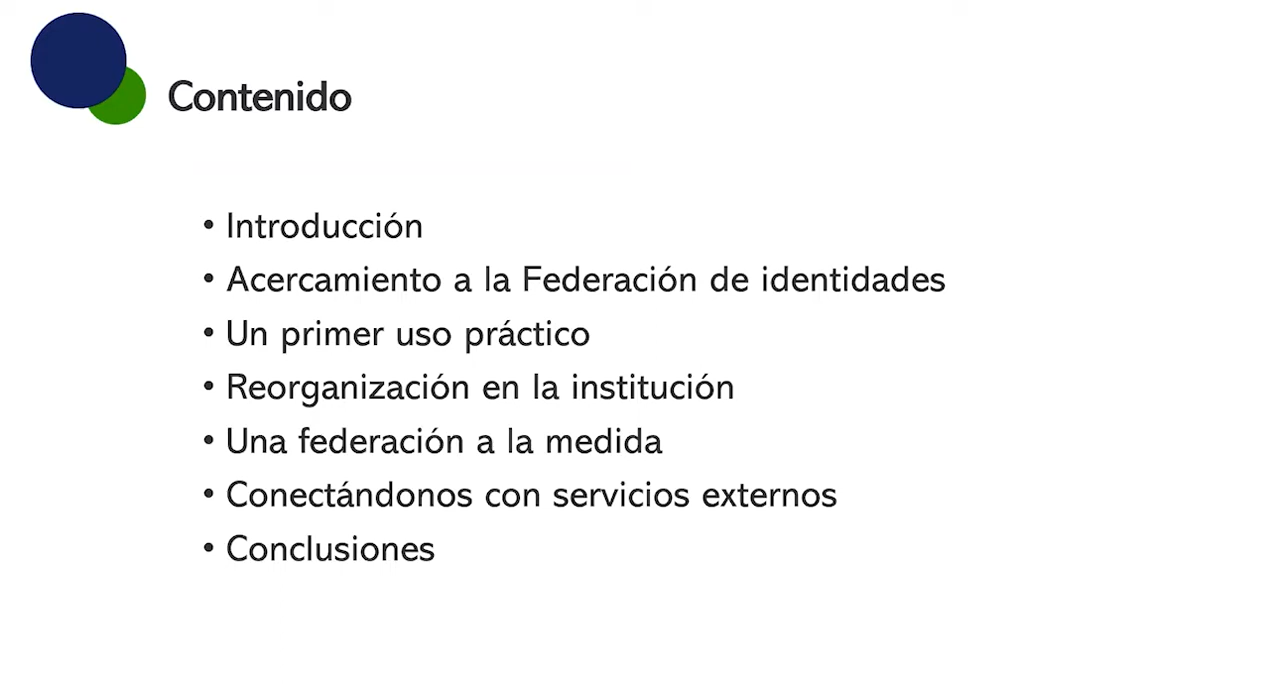 Contenido
• Introducción
• Acercamiento a la Federación de identidades
• Un primer uso práctico
• Reorganización en la institución
• Una federación a la medida
• Conectándonos con servicios externos
• Conclusiones